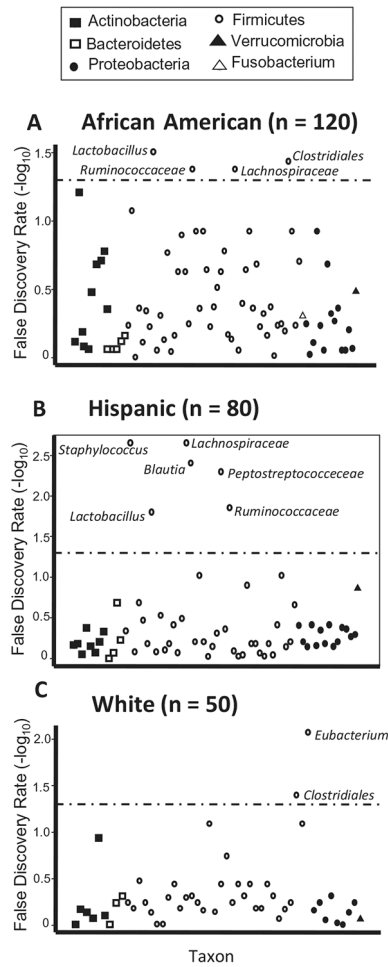 Actinobacteria
Firmicutes
Bacteroidetes
Verrucomicrobia
Proteobacteria
Fusobacterium
A
African American (n = 120)
False Discovery Rate (-log10)
1.5
1.0
0.5
0
Lactobacillus
Clostridiales
Ruminococcaceae
Lachnospiraceae
B
Hispanic (n = 80)
False Discovery Rate (-log10)
2.5
2.0
1.5
1.0
0.5
0
Staphylococcus
Lachnospiraceae
Blautia
Peptostreptococceceae
Lactobacillus
Ruminococcaceae
C
White (n = 50)
False Discovery Rate (-log10)
2.0
1.5
1.0
0.5
0
Eubacterium
Clostridiales
Taxon